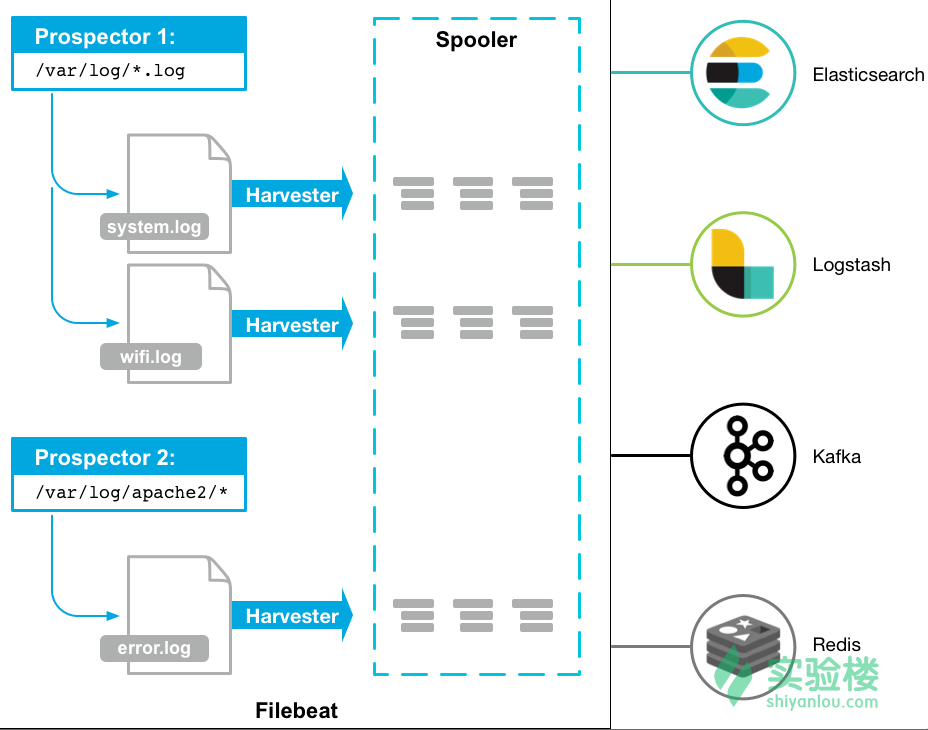 Prospector 1:
/var/log/*.log
system.log
Harvester
wifi.log
Harvester
Prospector 2:
/var/log/apache2/*
error.log
Harvester
Spooler
Filebeat
Elasticsearch
Logstash
Kafka
Redis
实验楼
shiyanlou.com